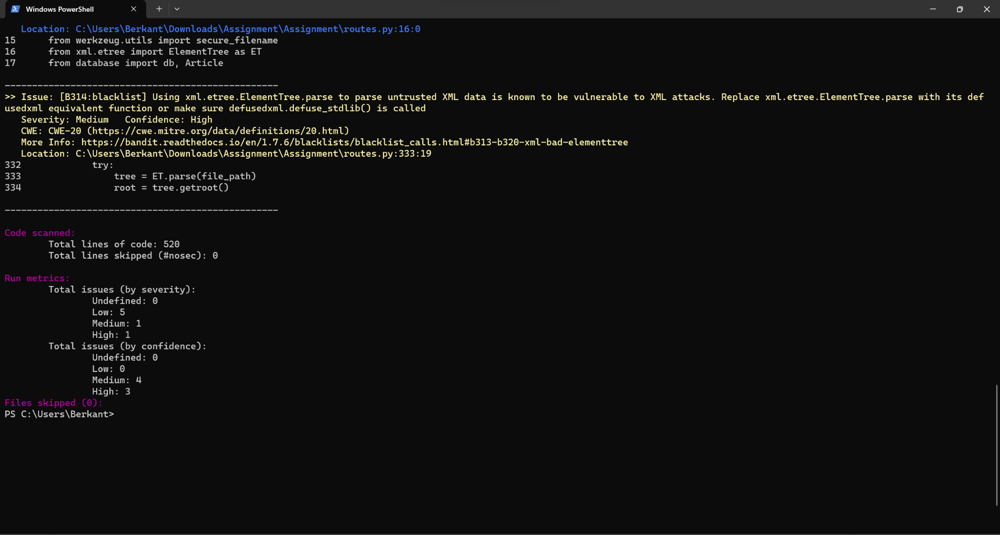 Windows PowerShell
   Location: C:\Users\Berkant\Downloads\Assignment\Assignment\routes.py:16:0
15      from werkzeug.utils import secure_filename
16      from xml.etree import ElementTree as ET
17      from database import db, Article
--------------------------------------------------
>> Issue: [B314:blacklist] Using xml.etree.ElementTree.parse to parse untrusted XML data is known to be vulnerable to XML attacks. Replace xml.etree.ElementTree.parse with its def
usedxml equivalent function or make sure defusedxml.defuse_stdlib() is called
   Severity: Medium   Confidence: High
   CWE: CWE-20 (https://cwe.mitre.org/data/definitions/20.html)
   More Info: https://bandit.readthedocs.io/en/1.7.6/blacklists/blacklist_calls.html#b313-b320-xml-bad-elementtree
   Location: C:\Users\Berkant\Downloads\Assignment\Assignment\routes.py:333:19
332             try:
333                 tree = ET.parse(file_path)
334                 root = tree.getroot()
--------------------------------------------------
Code scanned:
        Total lines of code: 520
        Total lines skipped (#nosec): 0
Run metrics:
        Total issues (by severity):
                Undefined: 0
                Low: 5
                Medium: 1
                High: 1
        Total issues (by confidence):
                Undefined: 0
                Low: 0
                Medium: 4
                High: 3
Files skipped (0):
PS C:\Users\Berkant>